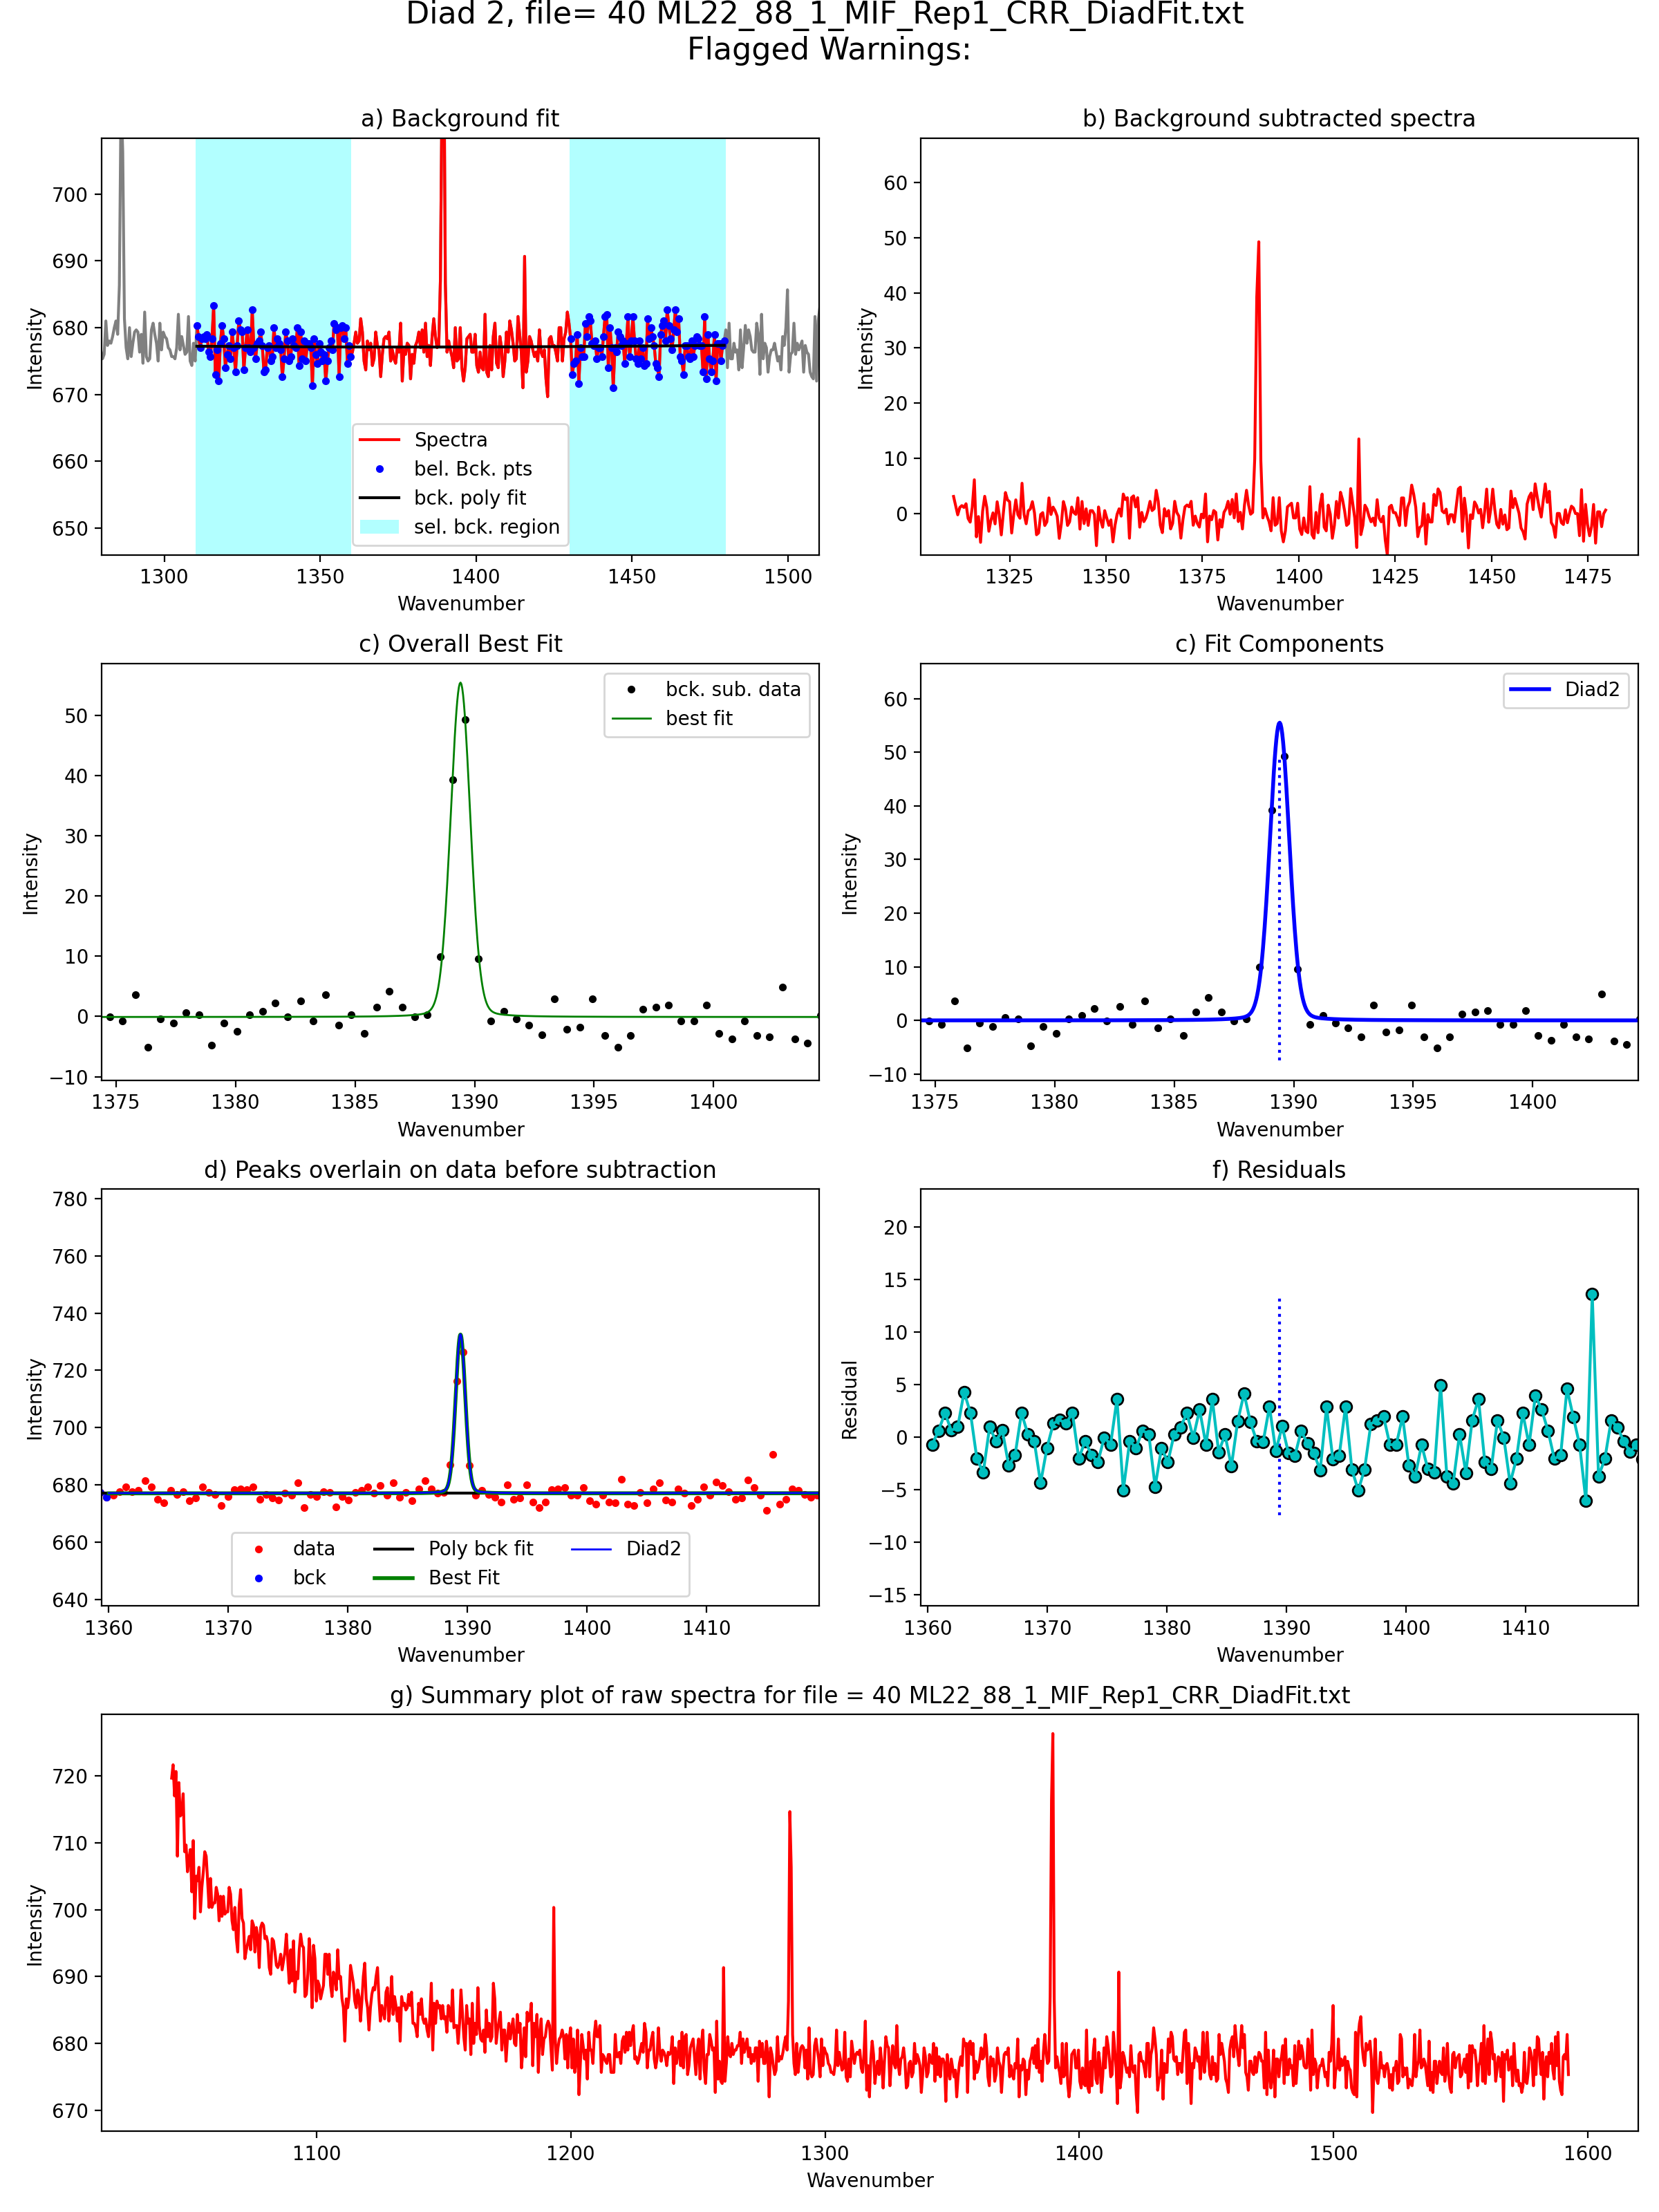 Diad 2, file= 40 ML22_88_1_MIF_Rep1_CRR_DiadFit.txt
Flagged Warnings:
a) Background fit
700
690
680
670
660
650
Intensity
Spectra
bel. Bck. pts
bck. poly fit
sel. bck. region
1300
1350
1400
1450
1500
Wavenumber
b) Background subtracted spectra
60
50
40
30
20
10
0
Intensity
1325
1350
1375
1400
1425
1450
1475
Wavenumber
c) Overall Best Fit
50
40
30
20
10
0
−10
Intensity
bck. sub. data
best fit
1375
1380
1385
1390
1395
1400
Wavenumber
c) Fit Components
60
50
40
30
20
10
0
−10
Intensity
Diad2
1375
1380
1385
1390
1395
1400
Wavenumber
d) Peaks overlain on data before subtraction
780
760
740
720
700
680
660
640
Intensity
data
bck
Poly bck fit
Best Fit
Diad2
1360
1370
1380
1390
1400
1410
Wavenumber
f) Residuals
20
15
10
5
0
−5
−10
−15
Residual
1360
1370
1380
1390
1400
1410
Wavenumber
g) Summary plot of raw spectra for file = 40 ML22_88_1_MIF_Rep1_CRR_DiadFit.txt
720
710
700
690
680
670
Intensity
1100
1200
1300
1400
1500
1600
Wavenumber